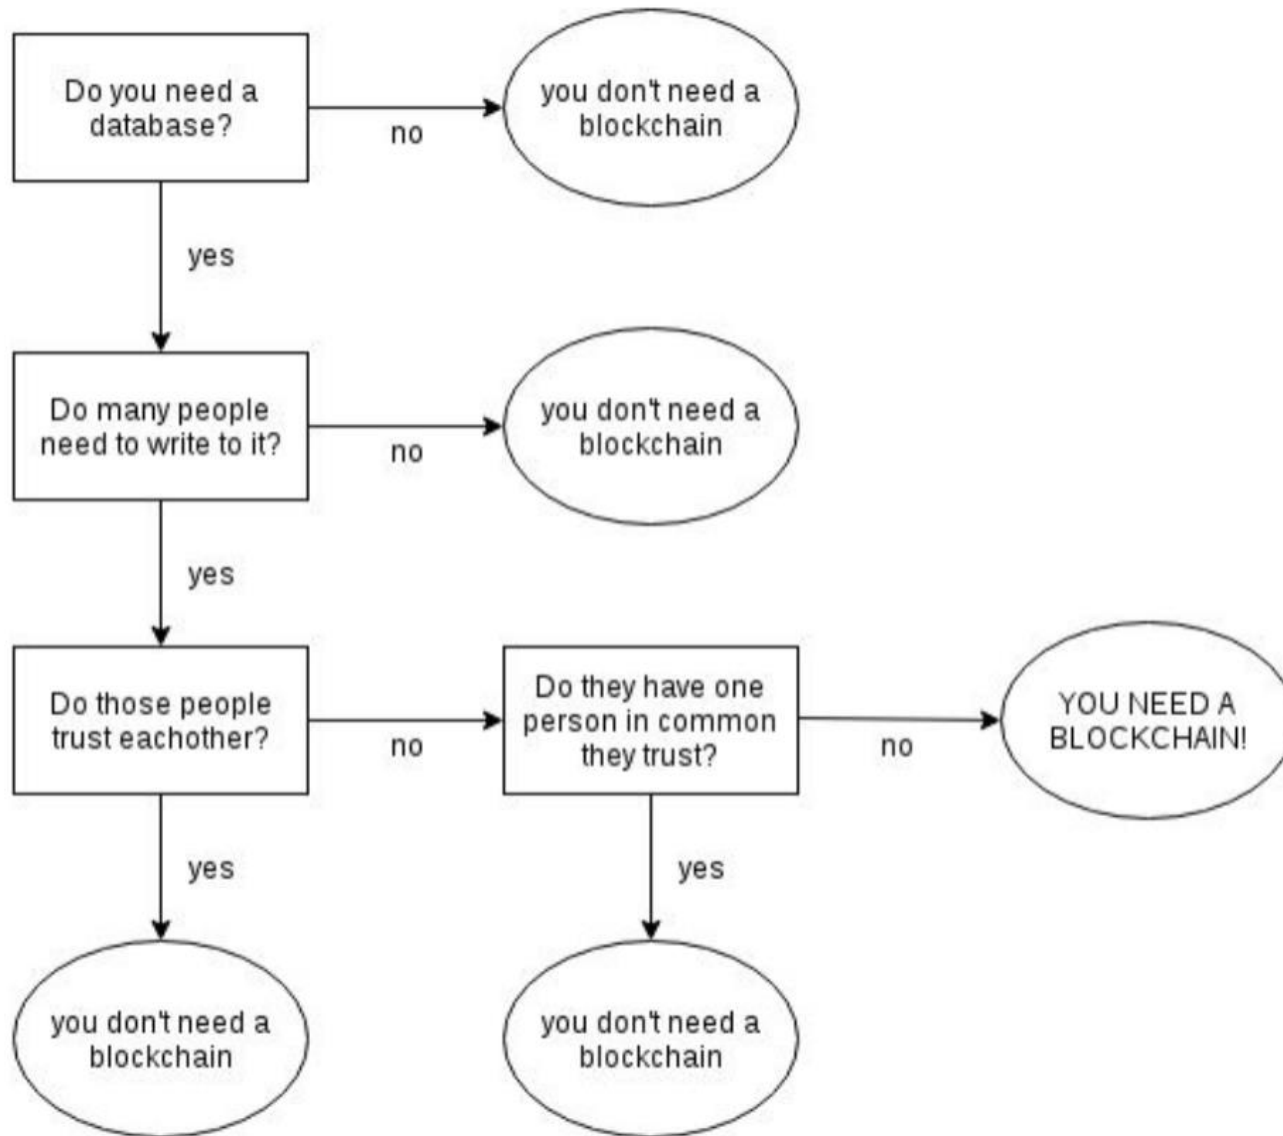 Do you need a
database?
no
you don't need a
blockchain
yes
Do many people
need to write to it?
no
you don't need a
blockchain
yes
Do those people
trust eachother?
no
Do they have one
person in common
they trust?
no
YOU NEED A
BLOCKCHAIN!
yes
you don't need a
blockchain
yes
you don't need a
blockchain